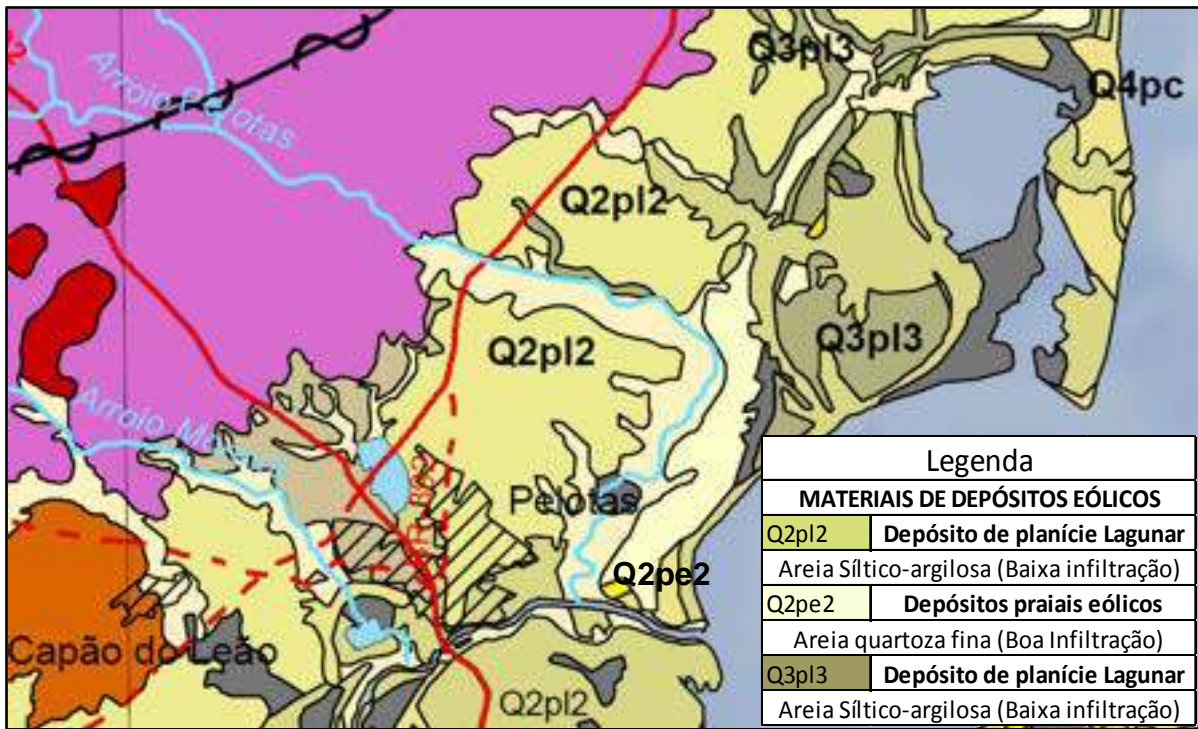 Q3pl3
Q4pc
Arroio Pelotas
Q2pl2
Q2pl2
Q3pl3
Arroio
Pelotas
Q2pe2
Capão do Leão
Q2pl2
Legenda
MATERIAIS DE DEPÓSITOS EÓLICOS
Q2pl2 Depósito de planície Lagunar
Areia Síltico-argilosa (Baixa infiltração)
Q2pe2 Depósitos praiais eólicos
Areia quartoza fina (Boa Infiltração)
Q3pl3 Depósito de planície Lagunar
Areia Síltico-argilosa (Baixa infiltração)